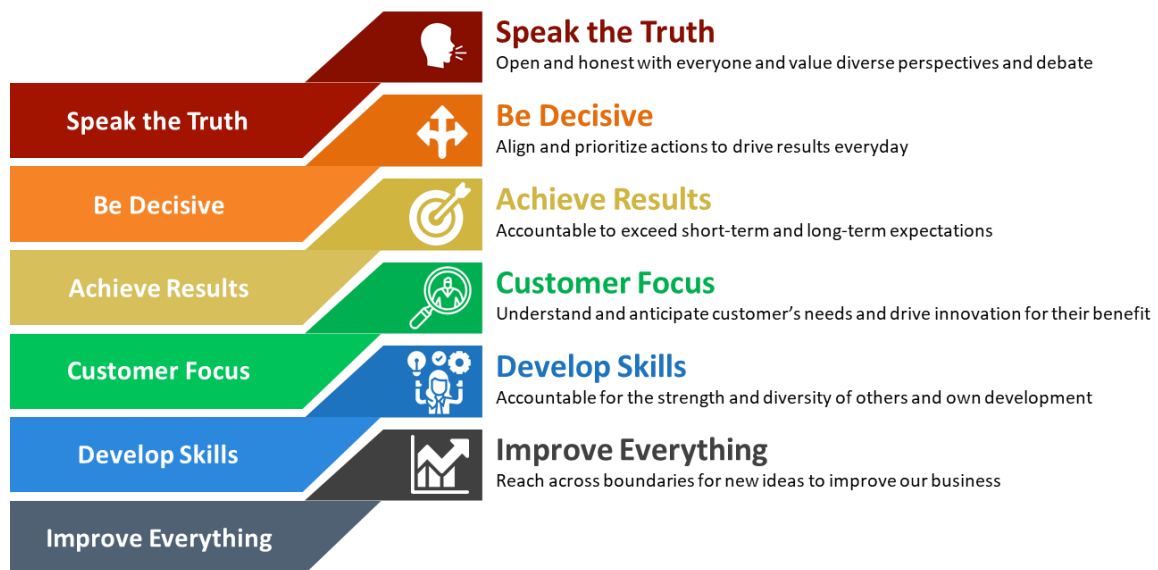 Speak the Truth
Open and honest with everyone and value diverse perspectives and debate
Speak the Truth
Be Decisive
Align and prioritize actions to drive results everyday
Be Decisive
Achieve Results
Accountable to exceed short-term and long-term expectations
Achieve Results
Customer Focus
Understand and anticipate customer's needs and drive innovation for their benefit
Customer Focus
Develop Skills
Accountable for the strength and diversity of others and own development
Develop Skills
Improve Everything
Reach across boundaries for new ideas to improve our business
Improve Everything